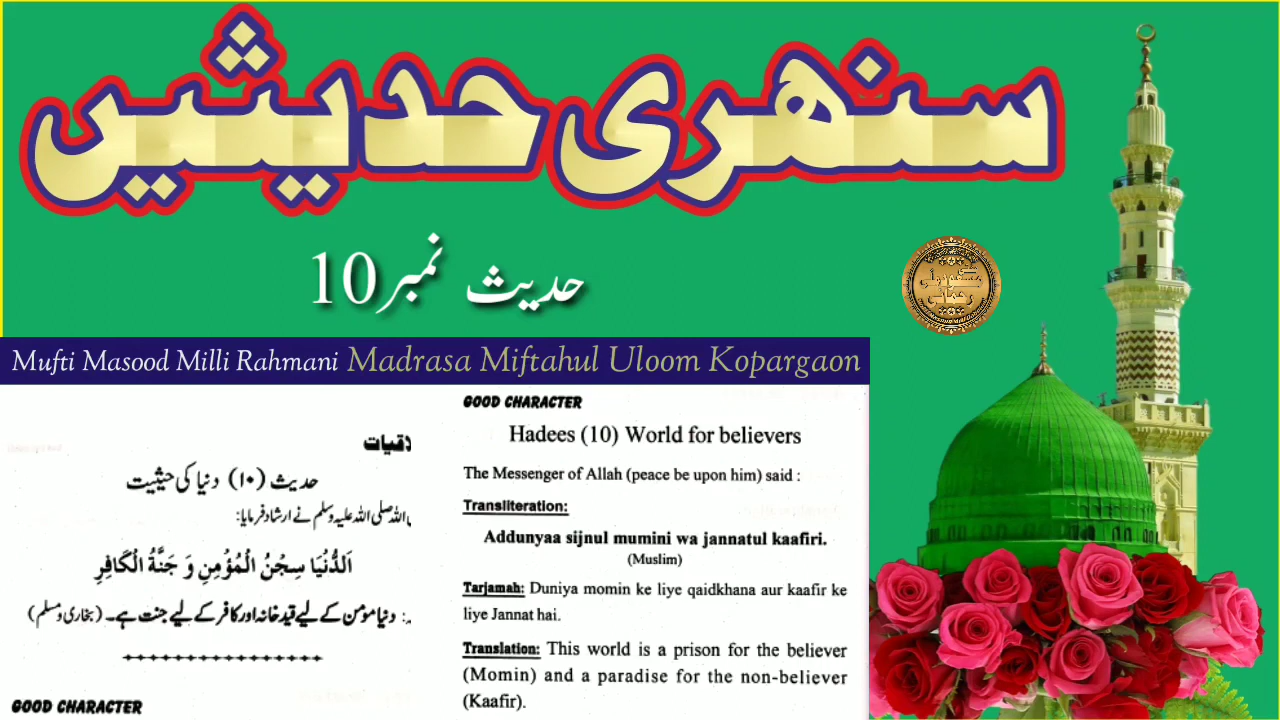 سنہری حدیثیں
حدیث نمبر 10
Mufti Masood Milli Rahmani Madrasa Miftahul Uloom Kopargaon
حدیث (۱۰) دنیا کی حیثیت
صلی اللہ علیہ وسلم نے ارشاد فرمایا:
اَلدُّنْيَا سِجْنُ الْمُؤْمِنِ وَ جَنَّةُ الْكَافِرِ
دنیا مؤمن کے لیے قید خانہ اور کافر کے لیے جنت ہے۔ (بخاری و مسلم)
GOOD CHARACTER
GOOD CHARACTER
Hadees (10) World for believers
The Messenger of Allah (peace be upon him) said :
Transliteration:
Addunyaa sijnul mumini wa jannatul kaafiri.
(Muslim)
Tarjamah: Duniya momin ke liye qaidkhana aur kaafir ke
liye Jannat hai.
Translation: This world is a prison for the believer
(Momin) and a paradise for the non-believer
(Kaafir).